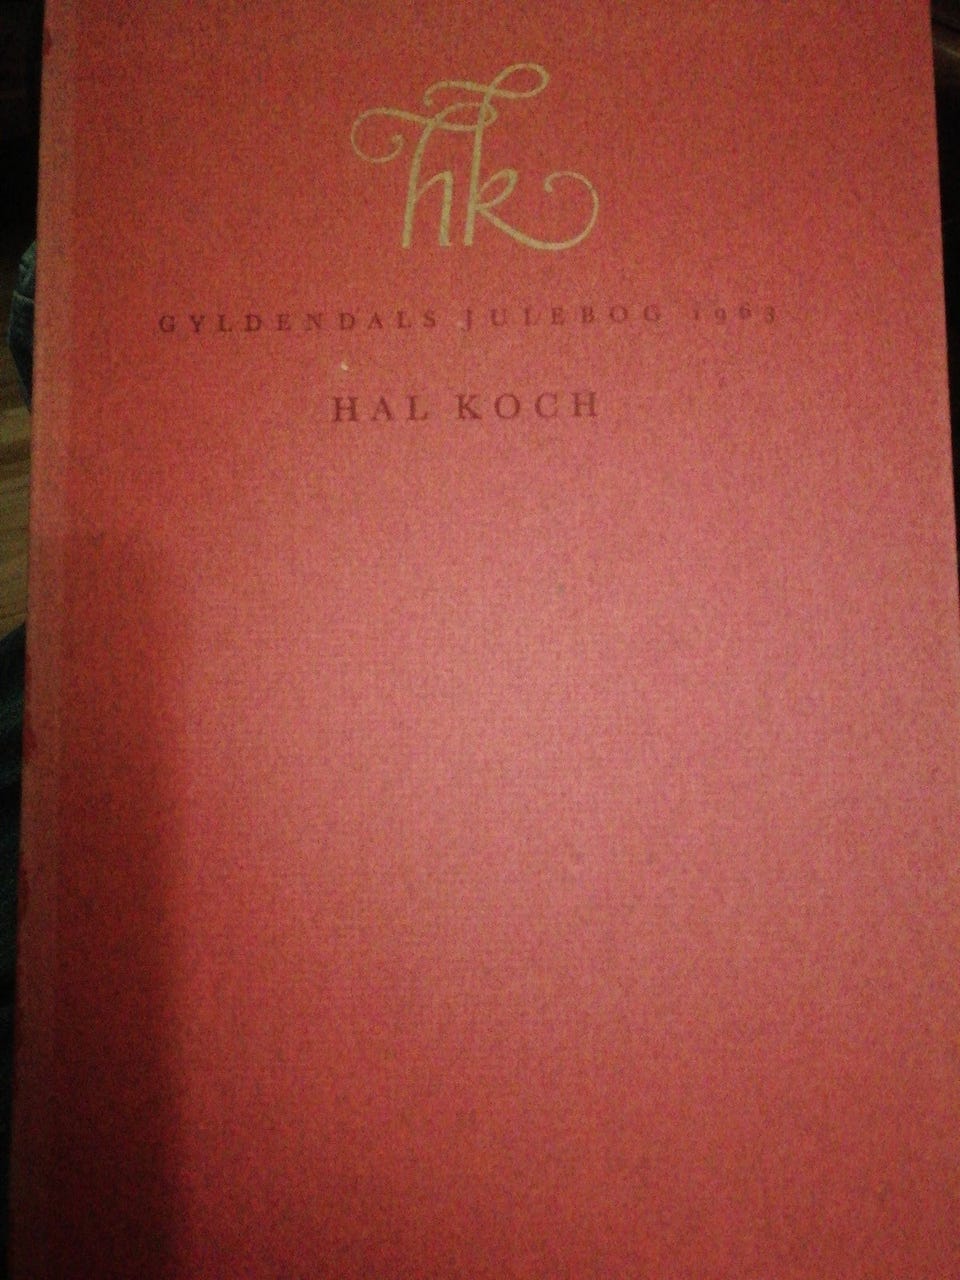 hk
GYLDENDALS JULEBOG 1963
HAL KOCH